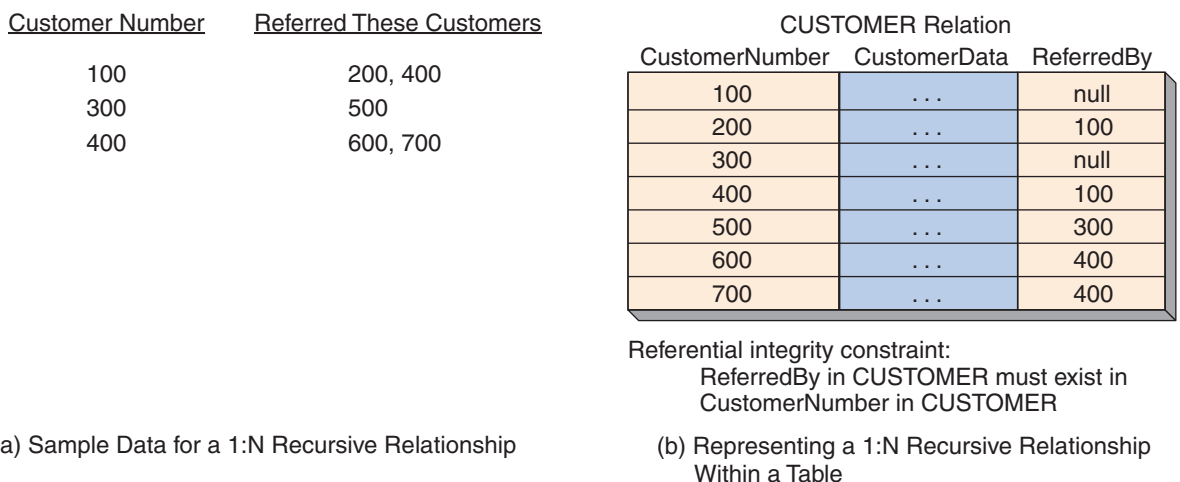 Customer Number Referred These Customers
100 200, 400
300 500
400 600, 700
a) Sample Data for a 1:N Recursive Relationship
CUSTOMER Relation
CustomerNumber CustomerData ReferredBy
100 . . . null
200 . . . 100
300 . . . null
400 . . . 100
500 . . . 300
600 . . . 400
700 . . . 400
Referential integrity constraint:
ReferredBy in CUSTOMER must exist in
CustomerNumber in CUSTOMER
(b) Representing a 1:N Recursive Relationship
Within a Table